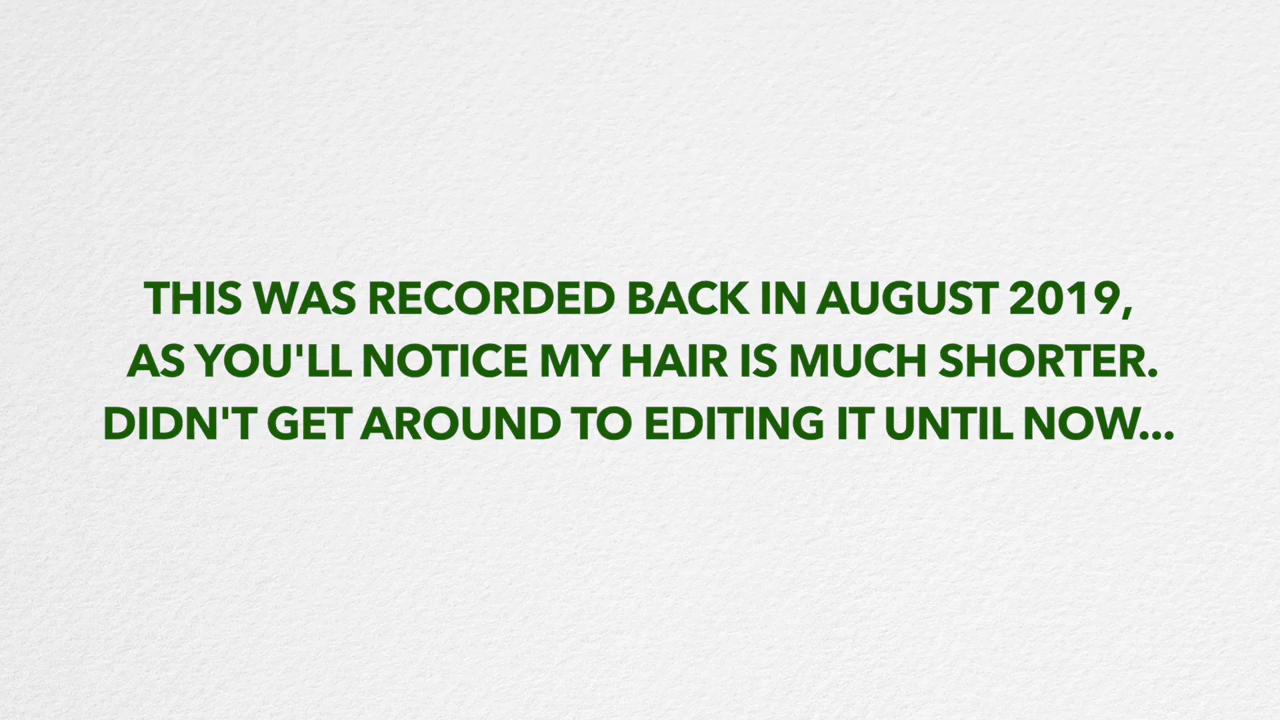 THIS WAS RECORDED BACK IN AUGUST 2019,
AS YOU'LL NOTICE MY HAIR IS MUCH SHORTER.
DIDN'T GET AROUND TO EDITING IT UNTIL NOW...